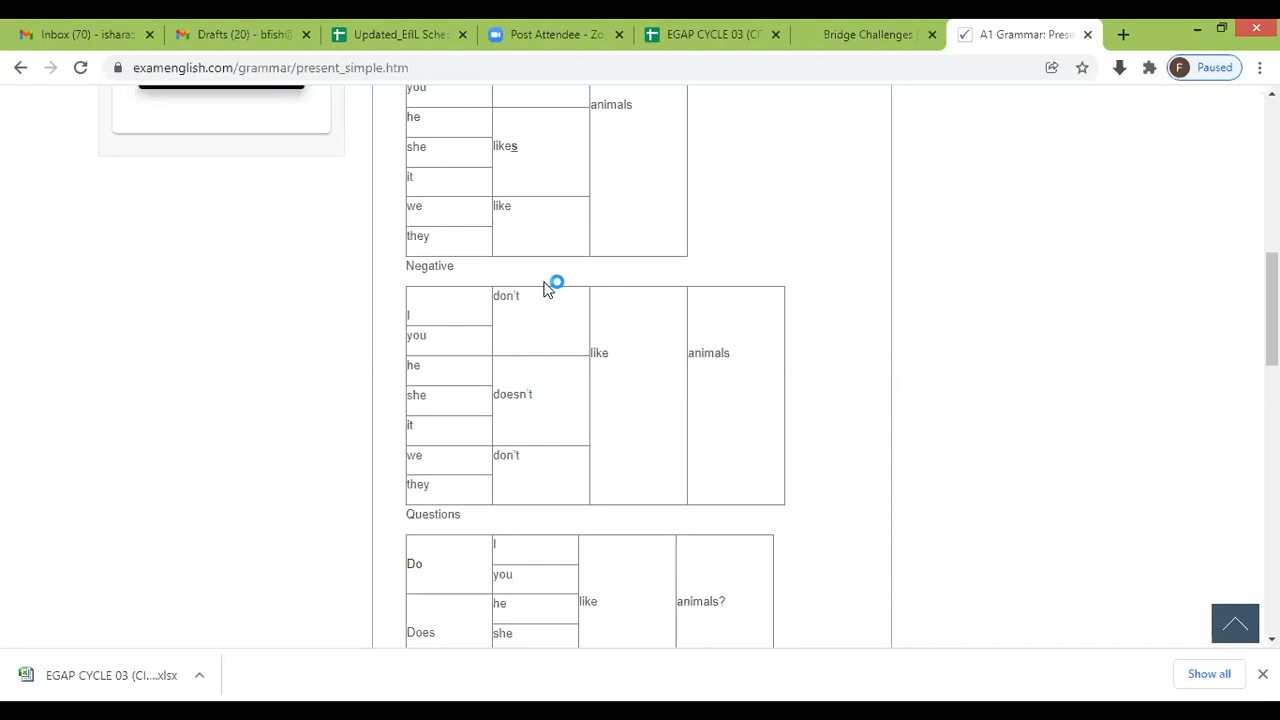 Inbox (70) - ishara:
Drafts (20) - bfish@
Updated_EfIL Sche:
Post Attendee - Zo
EGAP CYCLE 03 (CI
Bridge Challenges
A1 Grammar: Prese
examenglish.com/grammar/present_simple.htm
F
Paused
you
animals
he
she
likes
it
we
like
they
Negative
I
don't
you
like
animals
he
she
doesn't
it
we
don't
they
Questions
Do
I
you
like
animals?
Does
he
she
EGAP CYCLE 03 (CI....xlsx
Show all